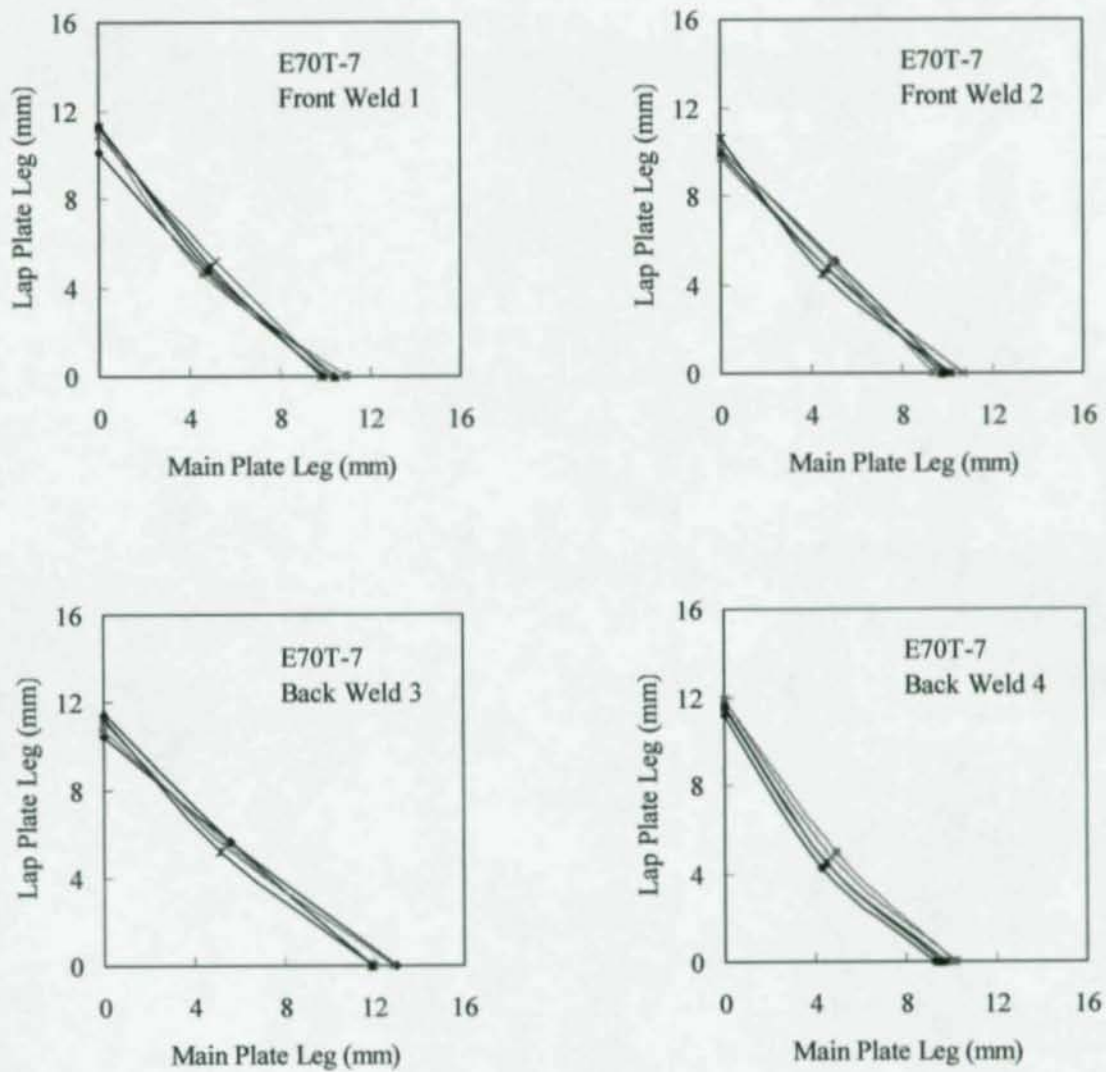 16
12
8
4
0
Lap Plate Leg (mm)
E70T-7
Front Weld 1
0 4 8 12 16
Main Plate Leg (mm)
16
12
8
4
0
Lap Plate Leg (mm)
E70T-7
Front Weld 2
0 4 8 12 16
Main Plate Leg (mm)
16
12
8
4
0
Lap Plate Leg (mm)
E70T-7
Back Weld 3
0 4 8 12 16
Main Plate Leg (mm)
16
12
8
4
0
Lap Plate Leg (mm)
E70T-7
Back Weld 4
0 4 8 12 16
Main Plate Leg (mm)